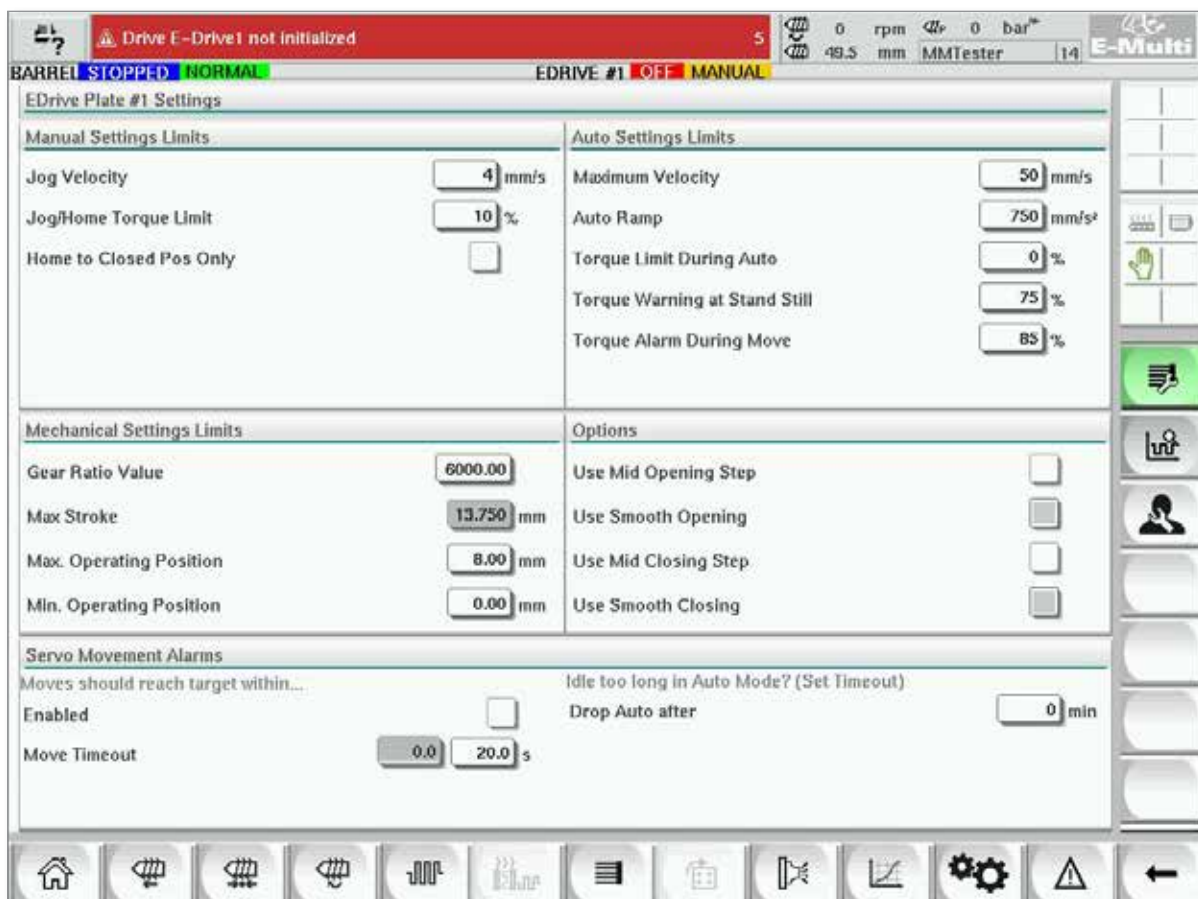 Drive E-Drive1 not initialized 5
0 rpm 0 bar
49.5 mm MMTester 14
E-Multi
BARREL STOPPED NORMAL EDRIVE #1 OFF MANUAL
EDrive Plate #1 Settings
Manual Settings Limits
Jog Velocity 4 mm/s
Jog/Home Torque Limit 10 %
Home to Closed Pos Only
Auto Settings Limits
Maximum Velocity 50 mm/s
Auto Ramp 750 mm/s²
Torque Limit During Auto 0 %
Torque Warning at Stand Still 75 %
Torque Alarm During Move 85 %
Mechanical Settings Limits
Gear Ratio Value 6000.00
Max Stroke 13.750 mm
Max. Operating Position 8.00 mm
Min. Operating Position 0.00 mm
Options
Use Mid Opening Step
Use Smooth Opening
Use Mid Closing Step
Use Smooth Closing
Servo Movement Alarms
Moves should reach target within...
Enabled
Move Timeout 0.0 20.0 s
Idle too long in Auto Mode? (Set Timeout)
Drop Auto after 0 min